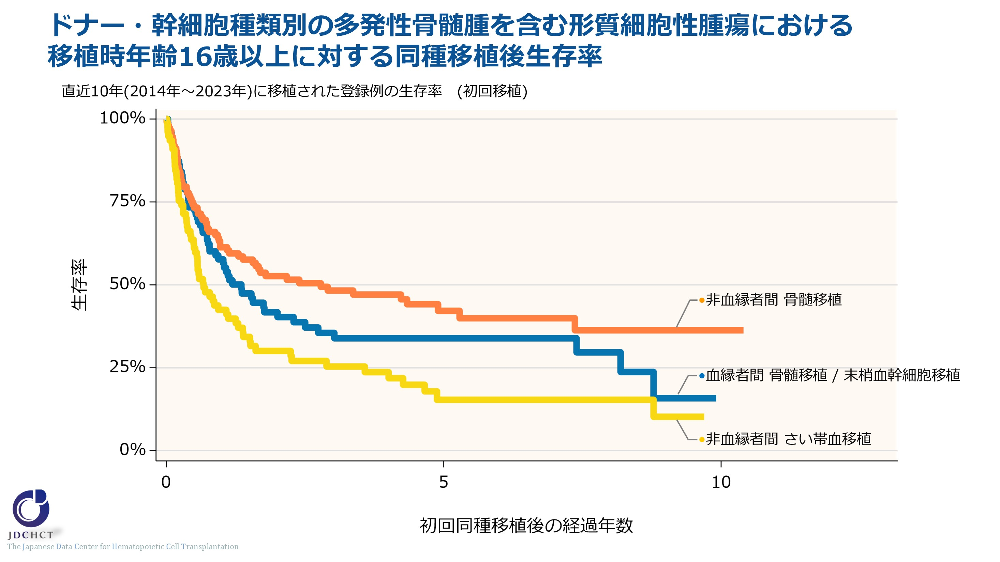 ドナー・幹細胞種類別の多発性骨髄腫を含む形質細胞性腫瘍における
移植時年齢16歳以上に対する同種移植後生存率
直近10年(2014年～2023年)に移植された登録例の生存率　(初回移植)
100%
75%
50%
25%
0%
生存率
非血縁者間 骨髄移植
血縁者間 骨髄移植 / 末梢血幹細胞移植
非血縁者間 さい帯血移植
0
5
10
初回同種移植後の経過年数
JDCHCT
The Japanese Data Center for Hematopoietic Cell Transplantation